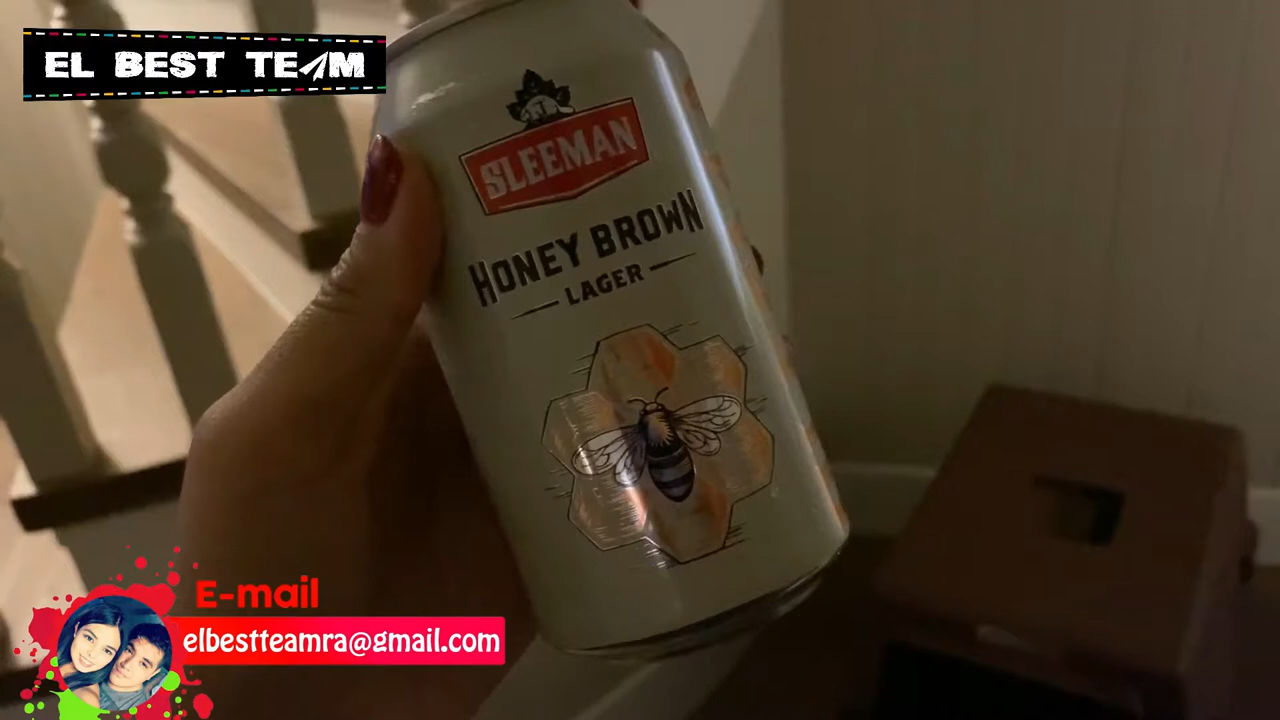 EL BEST TEAM
SLEEMAN
HONEY BROWN
LAGER
E-mail
elbestteamra@gmail.com